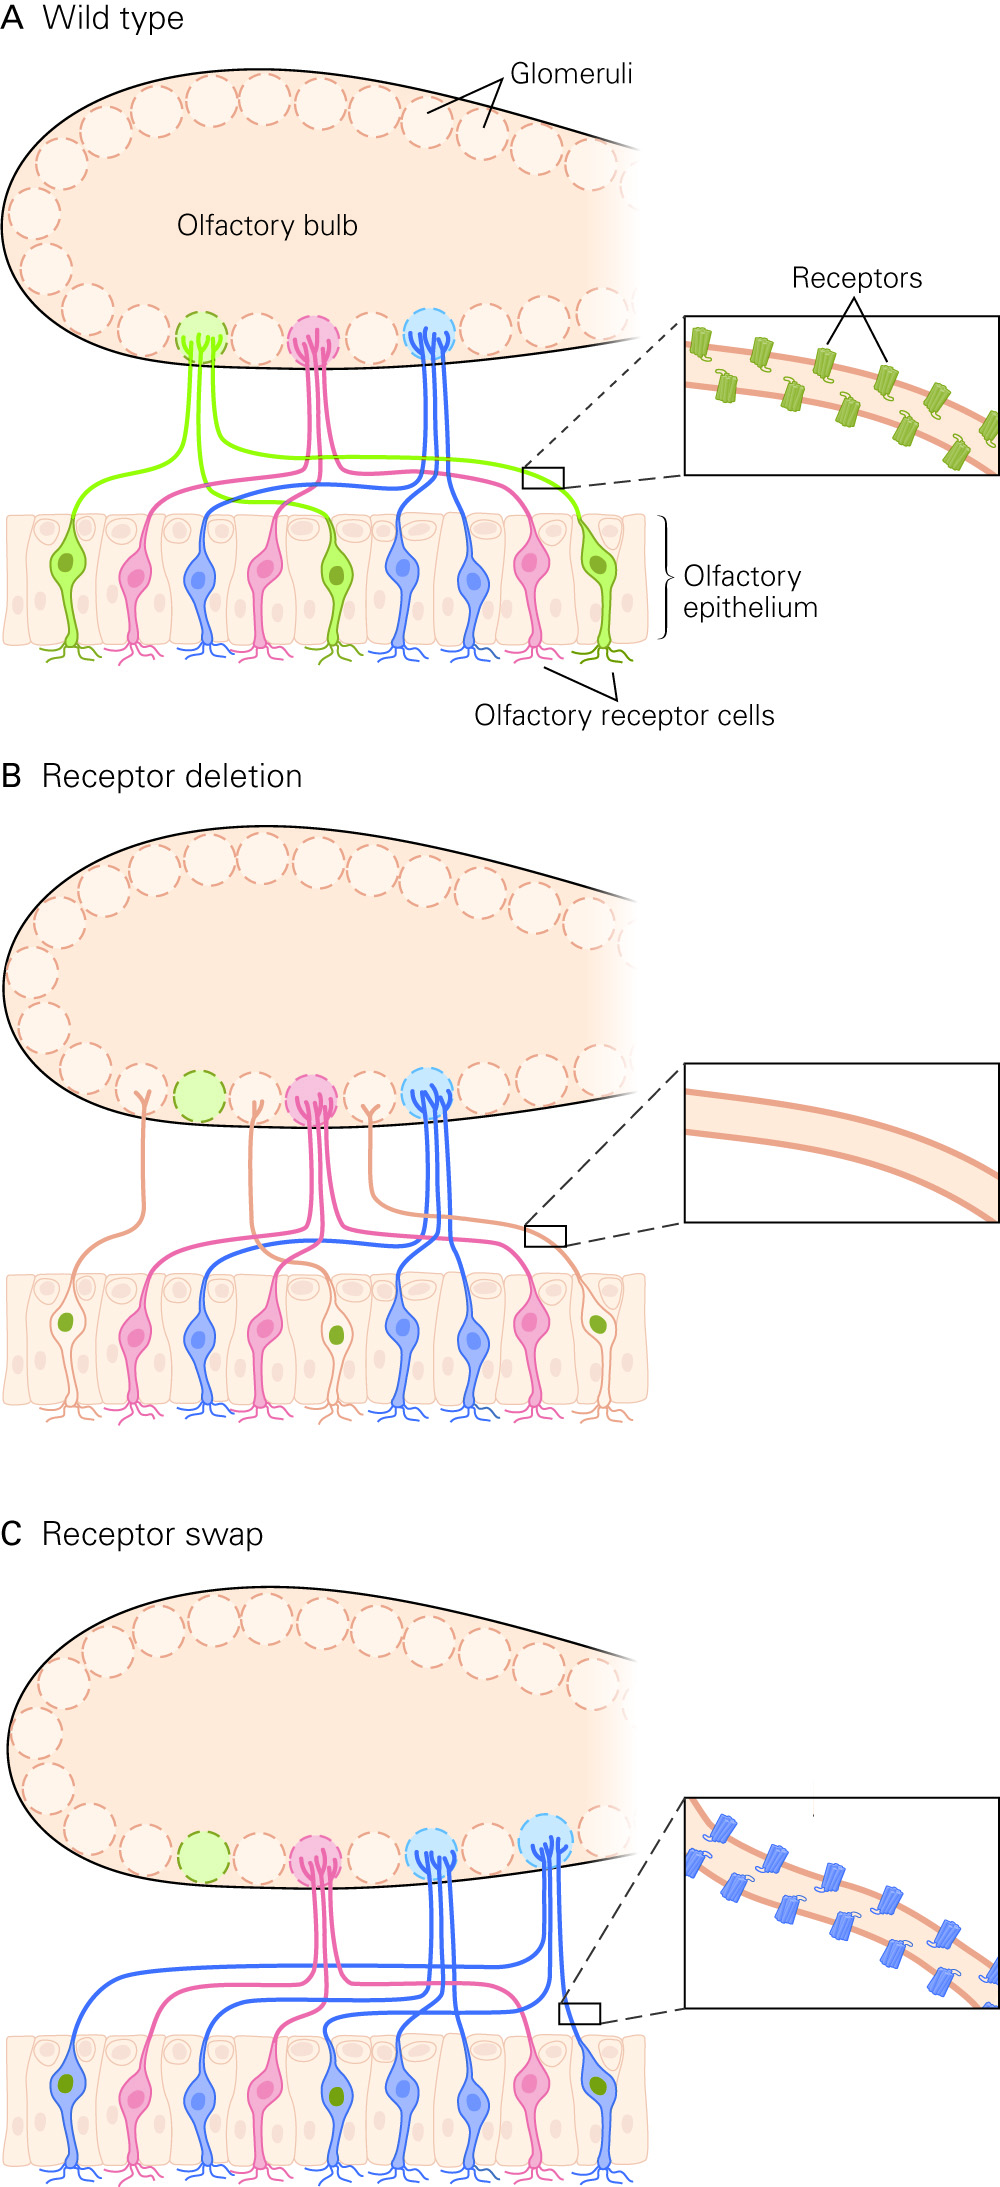 A Wild type
Glomeruli
Olfactory bulb
Receptors
Olfactory
epithelium
Olfactory receptor cells
B Receptor deletion
C Receptor swap